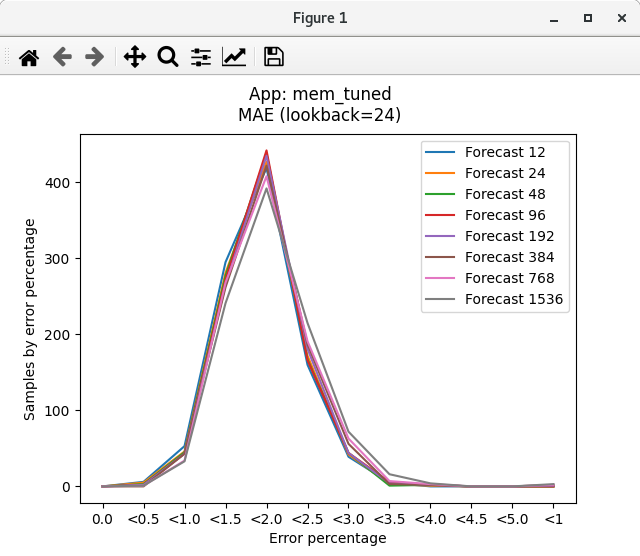 Figure 1
App: mem_tuned
MAE (lookback=24)
Forecast 12
Forecast 24
Forecast 48
Forecast 96
Forecast 192
Forecast 384
Forecast 768
Forecast 1536
Samples by error percentage
400
300
200
100
0
0.0 <0.5 <1.0 <1.5 <2.0 <2.5 <3.0 <3.5 <4.0 <4.5 <5.0 <1
Error percentage